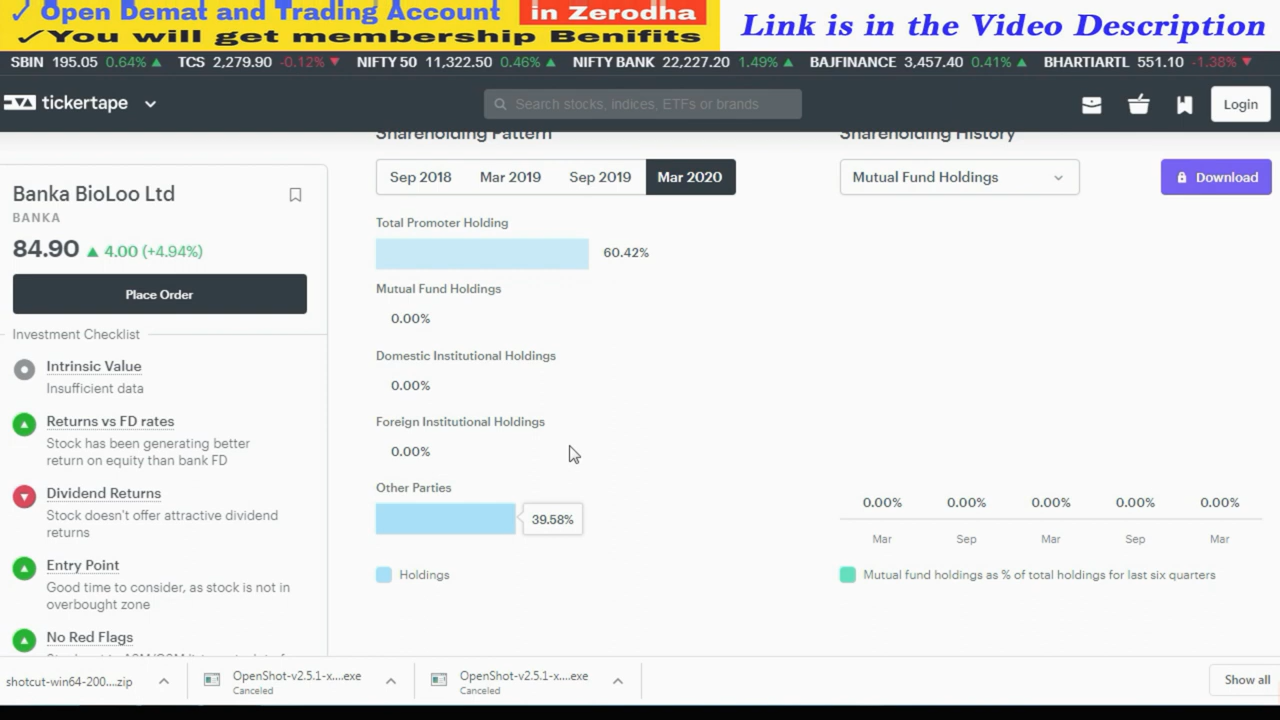 ✓ Open Demat and Trading Account in Zerodha
✓You will get membership Benifits
Link is in the Video Description
SBIN 195.05 0.64% ▲ TCS 2,279.90 -0.12% ▼ NIFTY 50 11,322.50 0.46% ▲ NIFTY BANK 22,227.20 1.49% ▲ BAJFINANCE 3,457.40 0.41% ▲ BHARTIARTL 551.10 -1.38% ▼
tickertape
Search stocks, indices, ETFs or brands
Login
Banka BioLoo Ltd
BANKA
84.90 ▲ 4.00 (+4.94%)
Place Order
Investment Checklist
Intrinsic Value
Insufficient data
Returns vs FD rates
Stock has been generating better
return on equity than bank FD
Dividend Returns
Stock doesn't offer attractive dividend
returns
Entry Point
Good time to consider, as stock is not in
overbought zone
No Red Flags
Shareholding Pattern
Sep 2018 Mar 2019 Sep 2019 Mar 2020
Total Promoter Holding
60.42%
Mutual Fund Holdings
0.00%
Domestic Institutional Holdings
0.00%
Foreign Institutional Holdings
0.00%
Other Parties
39.58%
Holdings
Shareholding History
Mutual Fund Holdings
Download
0.00% 0.00% 0.00% 0.00% 0.00%
Mar Sep Mar Sep Mar
Mutual fund holdings as % of total holdings for last six quarters
shotcut-win64-200....zip
OpenShot-v2.5.1-x....exe
Canceled
OpenShot-v2.5.1-x....exe
Canceled
Show all